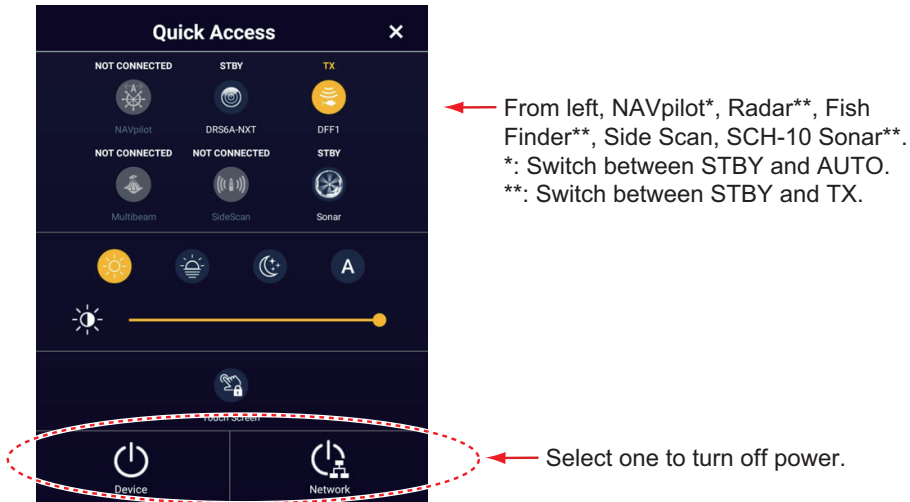 Quick Access ×
NOT CONNECTED STBY TX
NAVpilot DRS6A-NXT DFF1
NOT CONNECTED NOT CONNECTED STBY
Multibeam SideScan Sonar
A
Touch Screen
Device Network
From left, NAVpilot*, Radar**, Fish
Finder**, Side Scan, SCH-10 Sonar**.
*: Switch between STBY and AUTO.
**: Switch between STBY and TX.
Select one to turn off power.